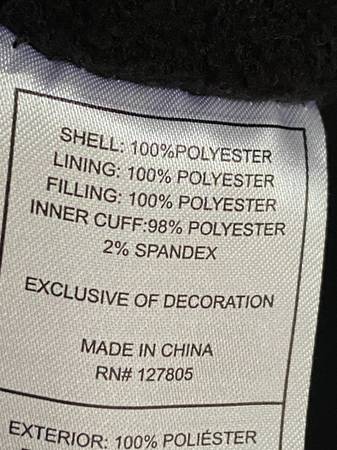 SHELL: 100%POLYESTER
LINING: 100% POLYESTER
FILLING: 100% POLYESTER
INNER CUFF:98% POLYESTER
2% SPANDEX
EXCLUSIVE OF DECORATION
MADE IN CHINA
RN# 127805
EXTERIOR: 100% POLIÉSTER